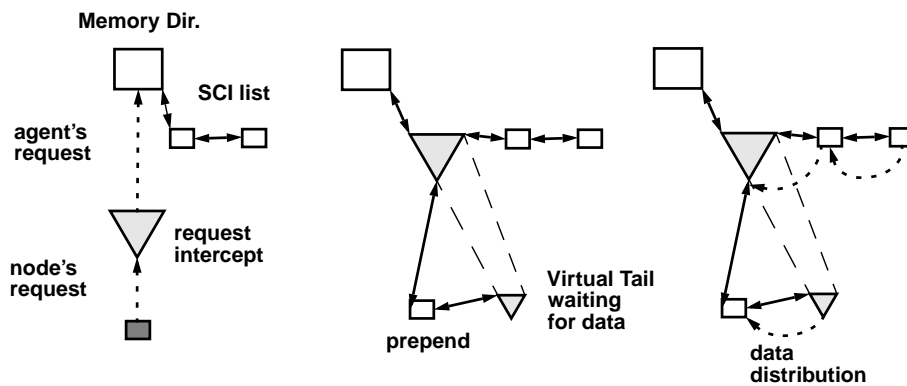 Memory Dir.
SCI list
agent's
request
request
intercept
node's
request
prepend
Virtual Tail
waiting
for data
data
distribution